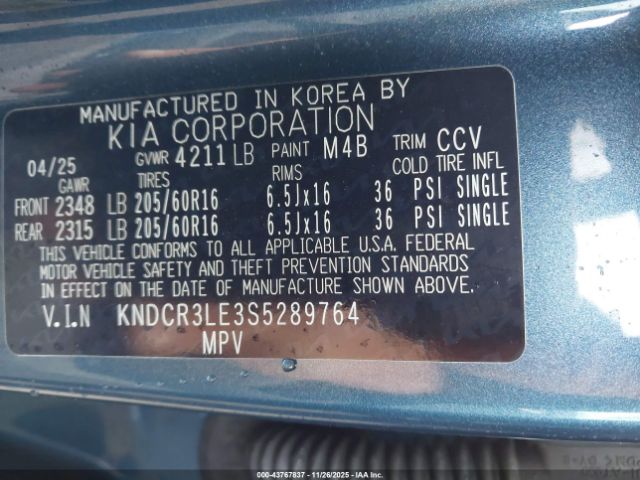 MANUFACTURED IN KOREA BY
KIA CORPORATION
04/25 GVWR 4211 LB PAINT M4B TRIM CCV
GAWR TIRES RIMS COLD TIRE INFL
FRONT 2348 LB 205/60R16 6.5Jx16 36 PSI SINGLE
REAR 2315 LB 205/60R16 6.5Jx16 36 PSI SINGLE
THIS VEHICLE CONFORMS TO ALL APPLICABLE U.S.A. FEDERAL
MOTOR VEHICLE SAFETY AND THEFT PREVENTION STANDARDS
IN EFFECT ON THE DATE OF MANUFACTURE SHOWN ABOVE.
V.I.N KNDCR3LE3S5289764
MPV
000-43767837 11/26/2025 IAA Inc.